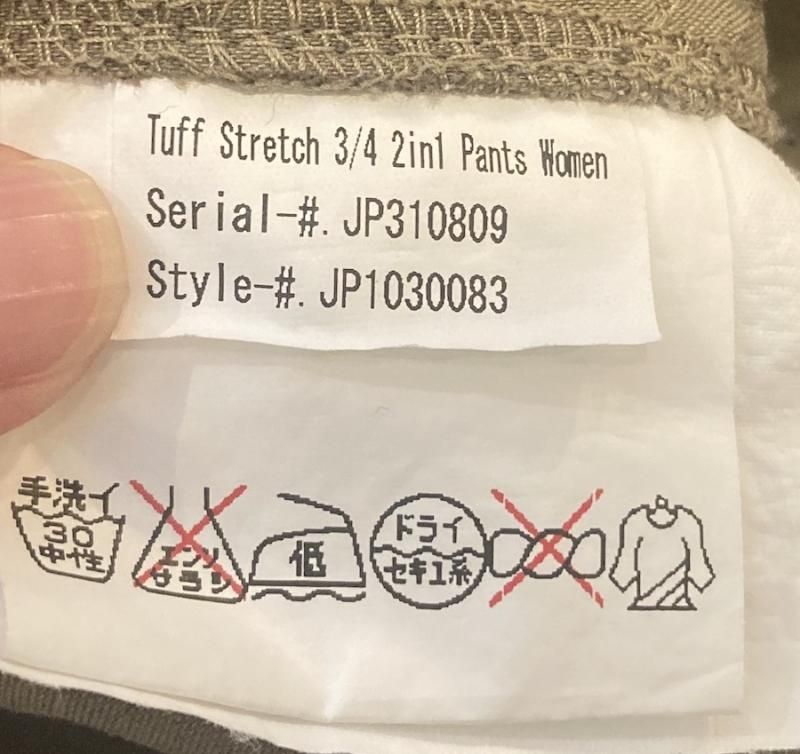 Tuff Stretch 3/4 2in1 Pants Women
Serial-#. JP310809
Style-#. JP1030083
手洗イ
30
中性
エンソ
サラシ
低
ドライ
セキユ系